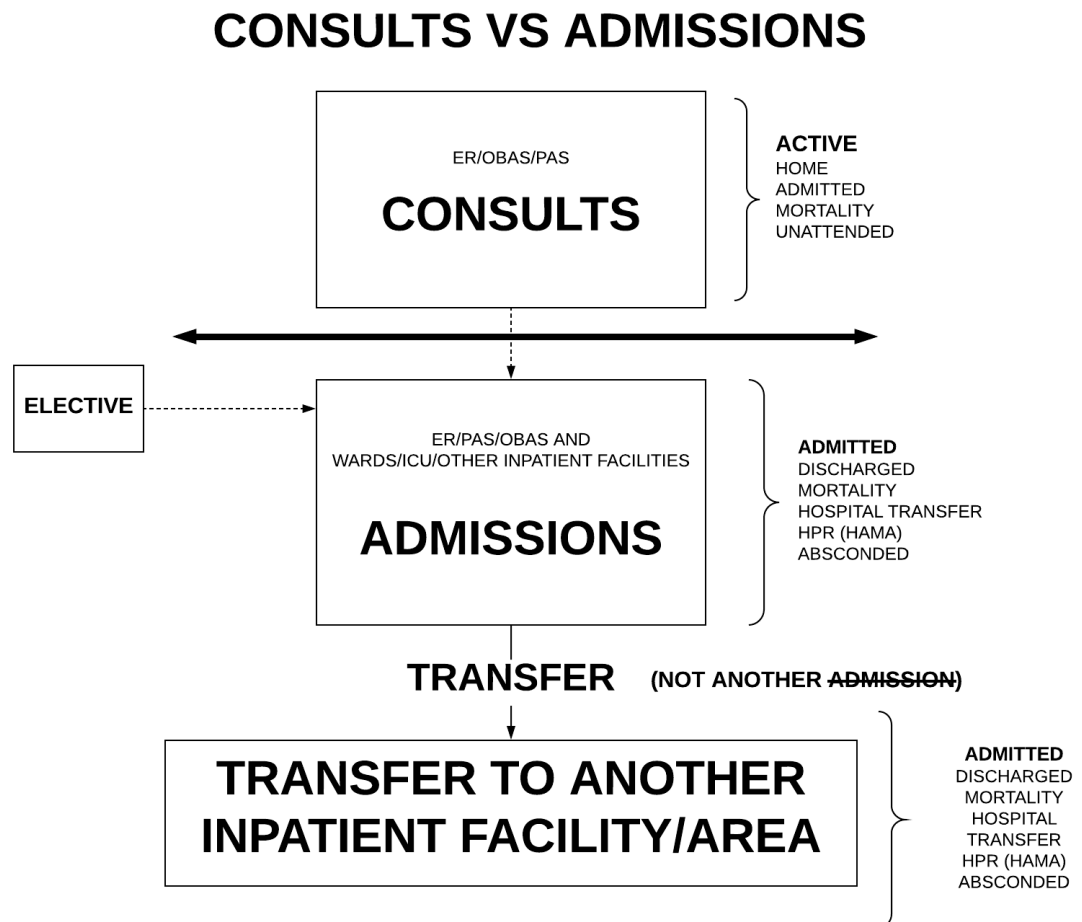 CONSULTS VS ADMISSIONS
ER/OBAS/PAS
CONSULTS
ACTIVE
HOME
ADMITTED
MORTALITY
UNATTENDED
ELECTIVE
ER/PAS/OBAS AND
WARDS/ICU/OTHER INPATIENT FACILITIES
ADMISSIONS
ADMITTED
DISCHARGED
MORTALITY
HOSPITAL TRANSFER
HPR (HAMA)
ABSCONDED
TRANSFER
(NOT ANOTHER ADMISSION)
TRANSFER TO ANOTHER
INPATIENT FACILITY/AREA
ADMITTED
DISCHARGED
MORTALITY
HOSPITAL
TRANSFER
HPR (HAMA)
ABSCONDED